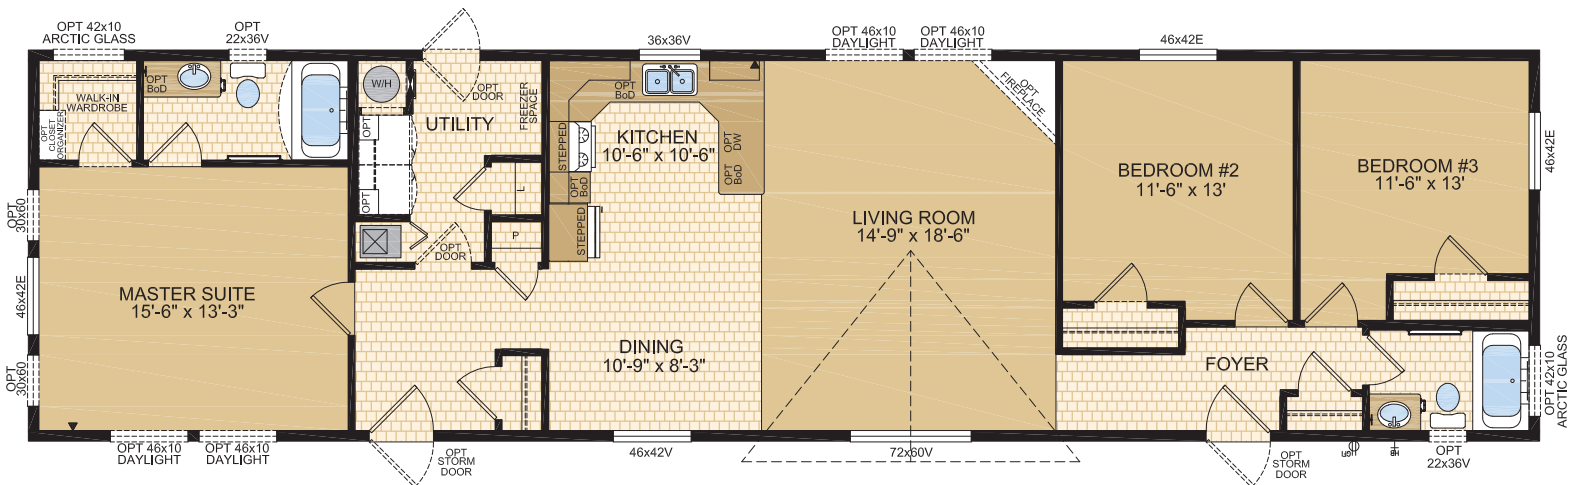 OPT 42x10
ARCTIC GLASS
OPT
22x36V
36x36V
OPT 46x10
DAYLIGHT
OPT 46x10
DAYLIGHT
46x42E
WALK-IN
WARDROBE
OPT
CLOSET
ORGANIZER
OPT
BoD
W/H
OPT
DOOR
FREEZER
SPACE
UTILITY
OPT
OPT
L
P
OPT
DOOR
OPT
BoD
STEPPED
KITCHEN
10'-6" x 10'-6"
OPT
DW
OPT
BoD
OPT
BoD
STEPPED
OPT
FIREPLACE
LIVING ROOM
14'-9" x 18'-6"
BEDROOM #2
11'-6" x 13'
BEDROOM #3
11'-6" x 13'
46x42E
OPT
30x60
46x42E
OPT
30x60
MASTER SUITE
15'-6" x 13'-3"
DINING
10'-9" x 8'-3"
FOYER
OPT 42x10
ARCTIC GLASS
OPT 46x10
DAYLIGHT
OPT 46x10
DAYLIGHT
OPT
STORM
DOOR
46x42V
72x60V
OPT
STORM
DOOR
HB
OPT
22x36V